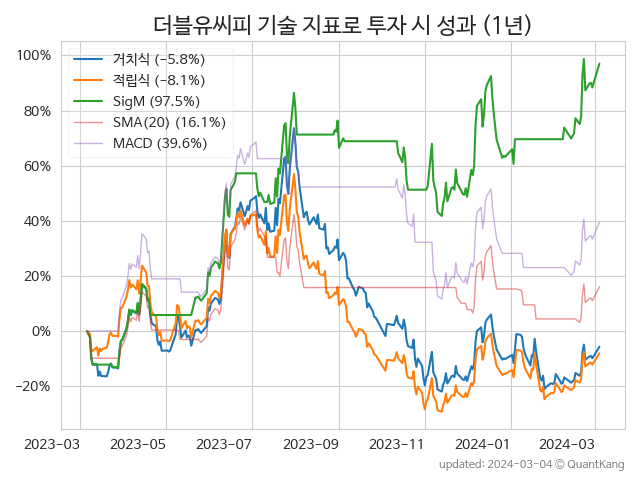 더블유씨피 기술 지표로 투자 시 성과 (1년)
거치식 (−5.8%)
적립식 (−8.1%)
SigM (97.5%)
SMA(20) (16.1%)
MACD (39.6%)
100%
80%
60%
40%
20%
0%
−20%
2023-03
2023-05
2023-07
2023-09
2023-11
2024-01
2024-03
updated: 2024-03-04 © QuantKang